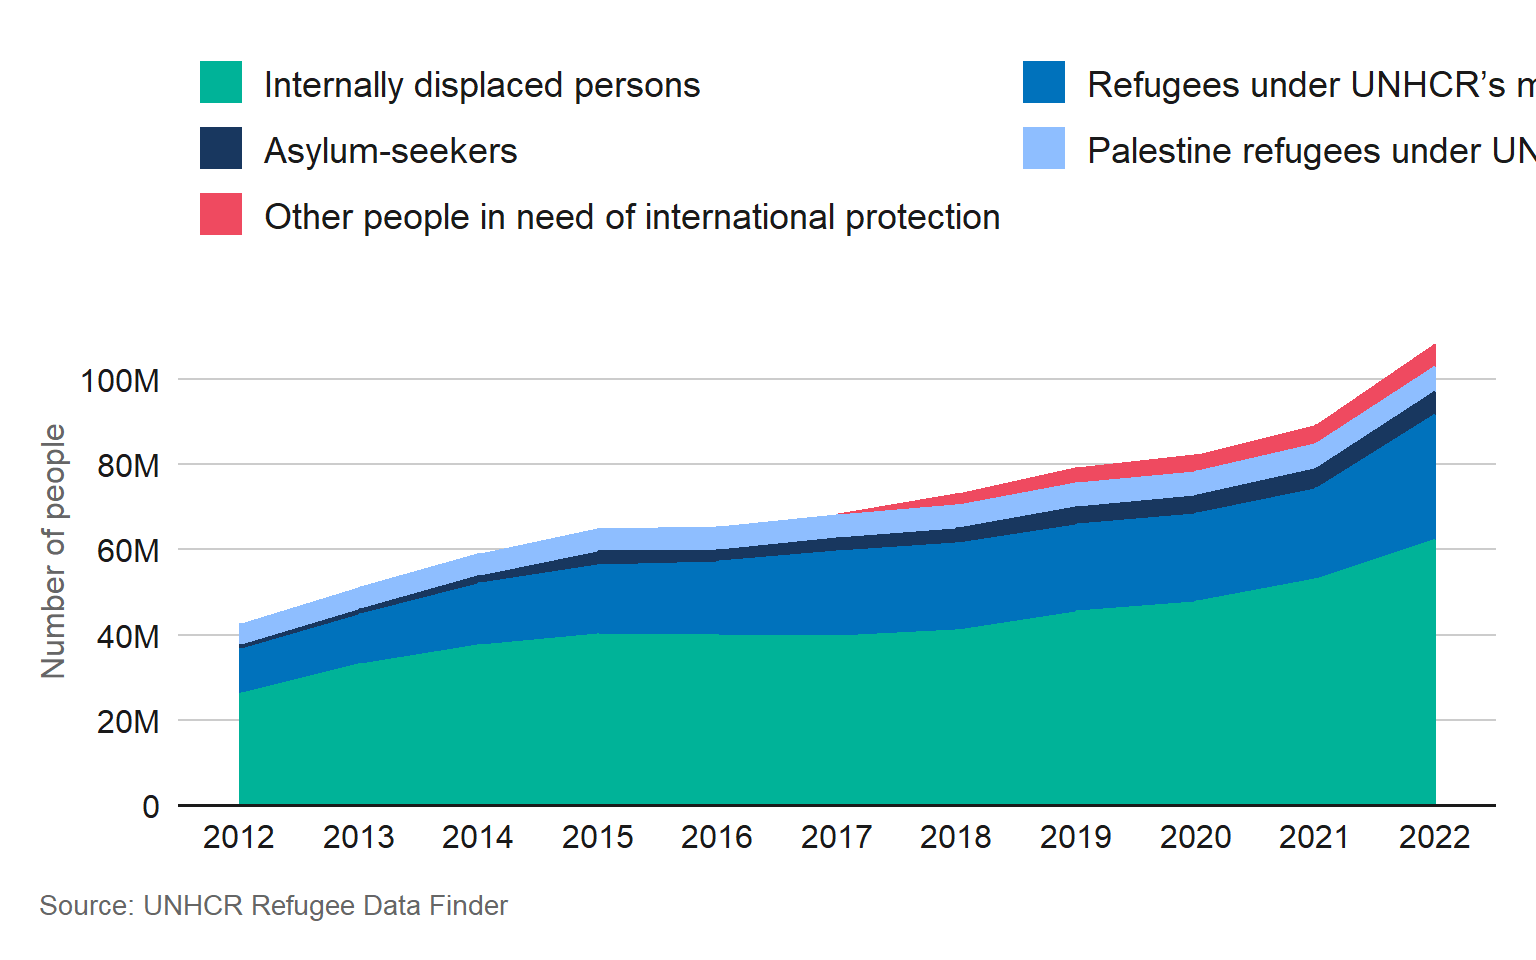 Internally displaced persons
Refugees under UNHCR’s
Asylum-seekers
Palestine refugees under
Other people in need of international protection
100M
80M
60M
40M
20M
0
Number of people
2012 2013 2014 2015 2016 2017 2018 2019 2020 2021 2022
Source: UNHCR Refugee Data Finder